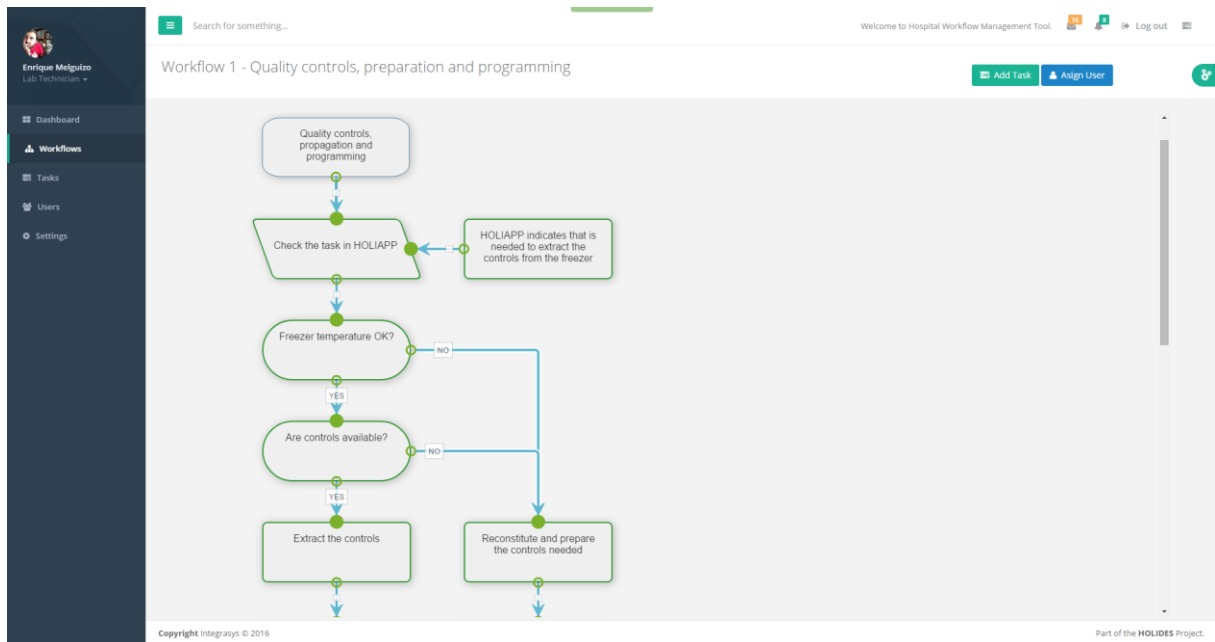 Search for something...
Welcome to Hospital Workflow Management Tool.
16
8
Log out
Enrique Melguizo
Lab Technician
Workflow 1 - Quality controls, preparation and programming
Add Task
Asign User
Dashboard
Workflows
Tasks
Users
Settings
Quality controls,
propagation and
programming
Check the task in HOLIAPP
HOLIAPP indicates that is
needed to extract the
controls from the freezer
Freezer temperature OK?
NO
YES
Are controls available?
NO
YES
Extract the controls
Reconstitute and prepare
the controls needed
Copyright Integrasys © 2016
Part of the HOLIDES Project.